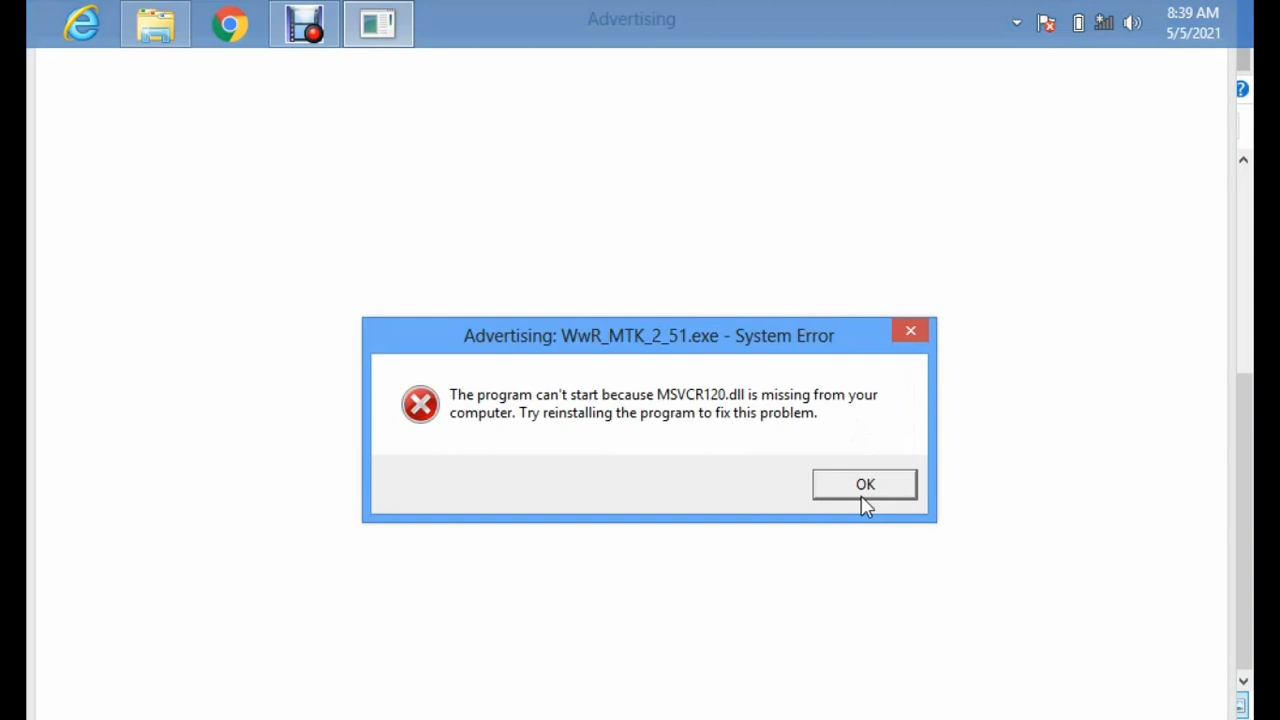 Advertising
8:39 AM
5/5/2021
Advertising: WwR_MTK_2_51.exe - System Error
The program can't start because MSVCR120.dll is missing from your
computer. Try reinstalling the program to fix this problem.
OK